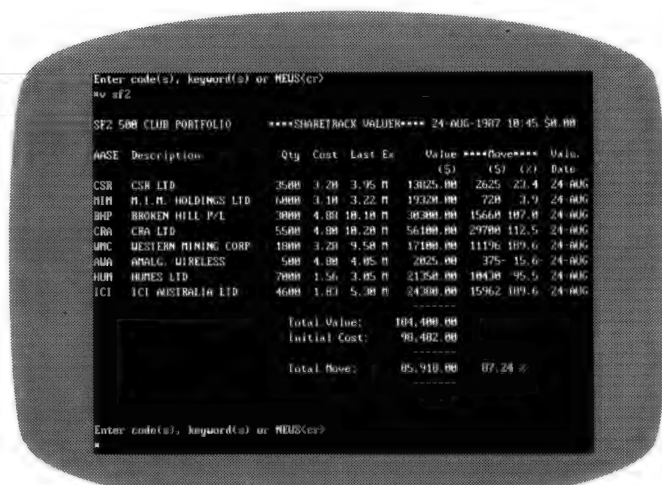 Enter code(s), keyword(s) or NEWS<cr>
*v sf2
SF2 500 CLUB PORTFOLIO ****SHARETRACK VALUER**** 24-AUG-1987 10:45 $0.00
AASE Description Qty Cost Last Ex Value ****Move**** Valu.
($) ($) (%) Date
CSR CSR LTD 3500 3.20 3.95 M 13825.00 2625 23.4 24-AUG
MIM M.I.M. HOLDINGS LTD 6000 3.10 3.22 M 19320.00 720 3.9 24-AUG
BHP BROKEN HILL P/L 3000 4.88 10.10 M 30300.00 15660 107.0 24-AUG
CRA CRA LTD 5500 4.80 10.20 M 56100.00 29700 112.5 24-AUG
WMC WESTERN MINING CORP 1800 3.28 9.50 M 17100.00 11196 189.6 24-AUG
AWA AMALG. WIRELESS 500 4.80 4.05 M 2025.00 375- 15.6- 24-AUG
HUM HUMES LTD 7000 1.56 3.05 M 21350.00 10430 95.5 24-AUG
ICI ICI AUSTRALIA LTD 4600 1.83 5.30 M 24380.00 15962 189.6 24-AUG
Total Value: 184,400.00
Initial Cost: 98,482.00
Total Move: 85,918.00 87.24 %
Enter code(s), keyword(s) or NEWS<cr>
*